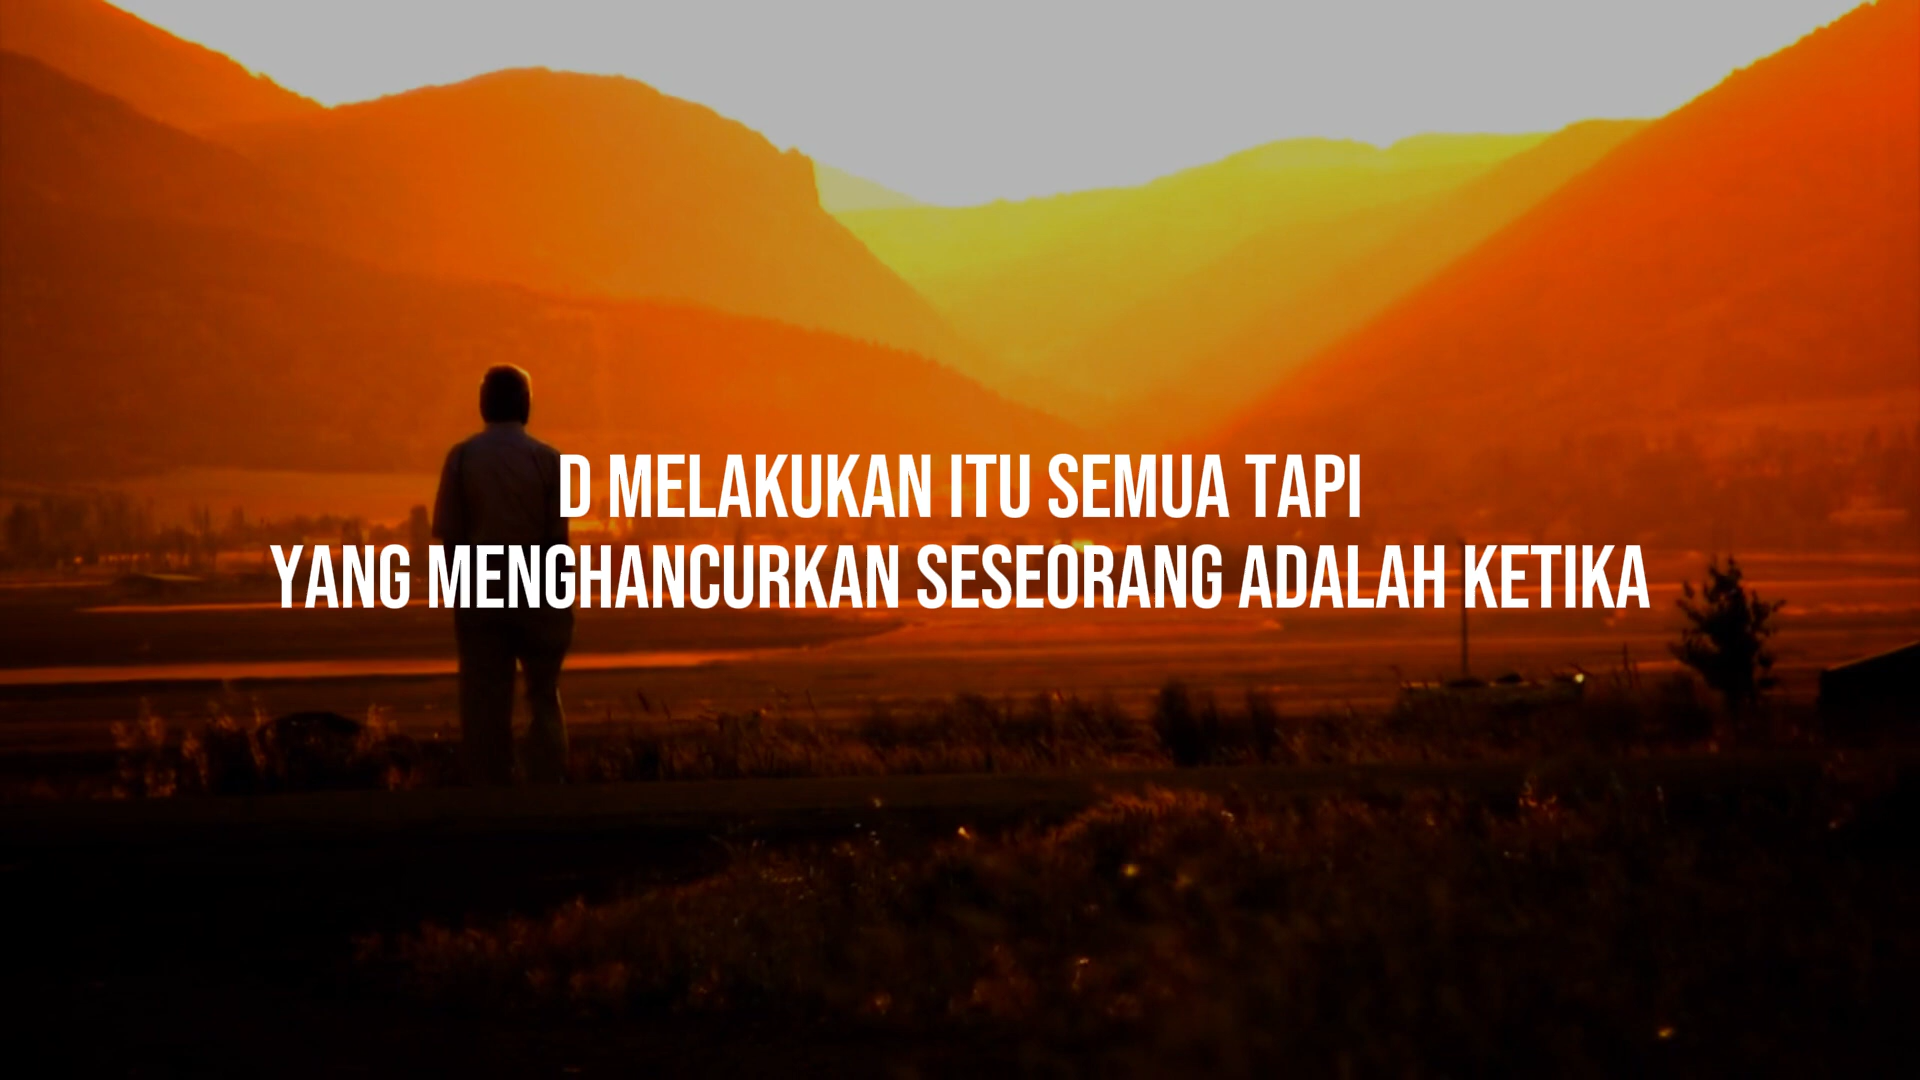 D MELAKUKAN ITU SEMUA TAPI
YANG MENGHANCURKAN SESEORANG ADALAH KETIKA